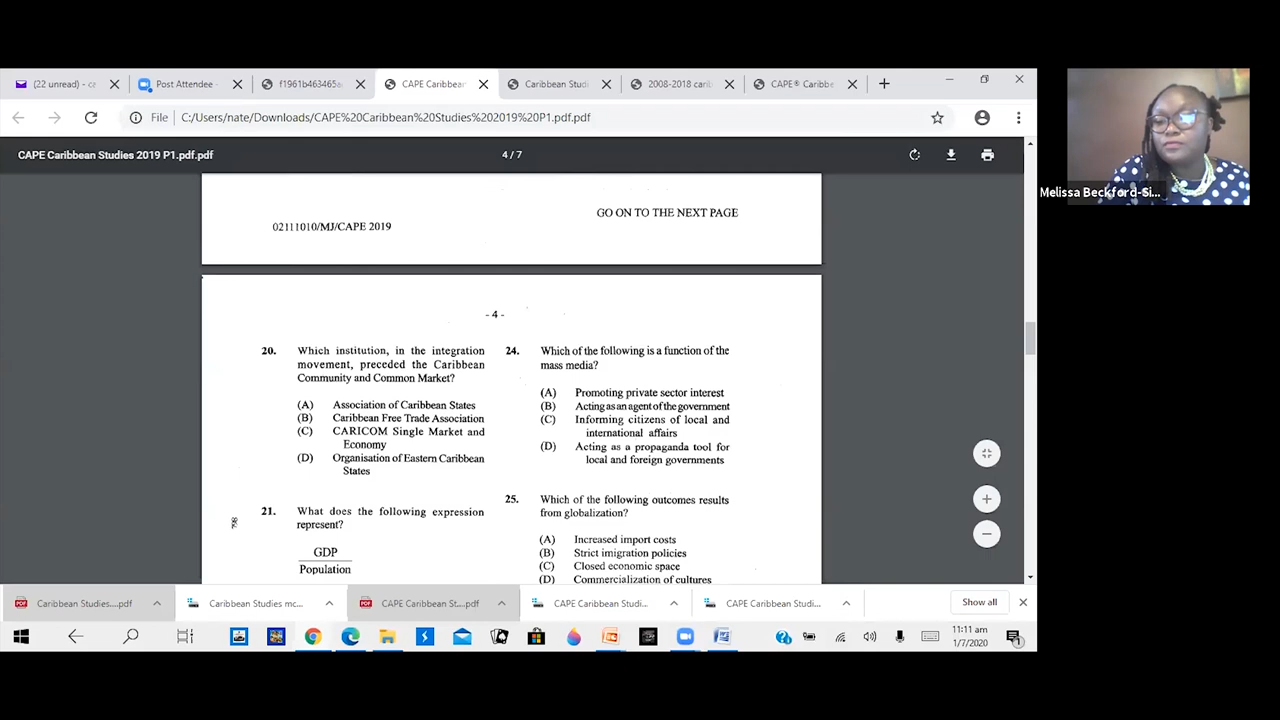 (22 unread) - ca
Post Attendee -
f1961b463465a
CAPE Caribbean
Caribbean Studi
2008-2018 carib
CAPE® Caribbe
File
C:/Users/nate/Downloads/CAPE%20Caribbean%20Studies%202019%20P1.pdf.pdf
CAPE Caribbean Studies 2019 P1.pdf.pdf
4 / 7
Melissa Beckford-Si...
GO ON TO THE NEXT PAGE
02111010/MJ/CAPE 2019
- 4 -
20. Which institution, in the integration
movement, preceded the Caribbean
Community and Common Market?
(A) Association of Caribbean States
(B) Caribbean Free Trade Association
(C) CARICOM Single Market and
Economy
(D) Organisation of Eastern Caribbean
States
21. What does the following expression
represent?
GDP
Population
24. Which of the following is a function of the
mass media?
(A) Promoting private sector interest
(B) Acting as an agent of the government
(C) Informing citizens of local and
international affairs
(D) Acting as a propaganda tool for
local and foreign governments
25. Which of the following outcomes results
from globalization?
(A) Increased import costs
(B) Strict imigration policies
(C) Closed economic space
(D) Commercialization of cultures
Caribbean Studies....pdf
Caribbean Studies mc...
CAPE Caribbean St....pdf
CAPE Caribbean Studi...
CAPE Caribbean Studi...
Show all
11:11 am
1/7/2020